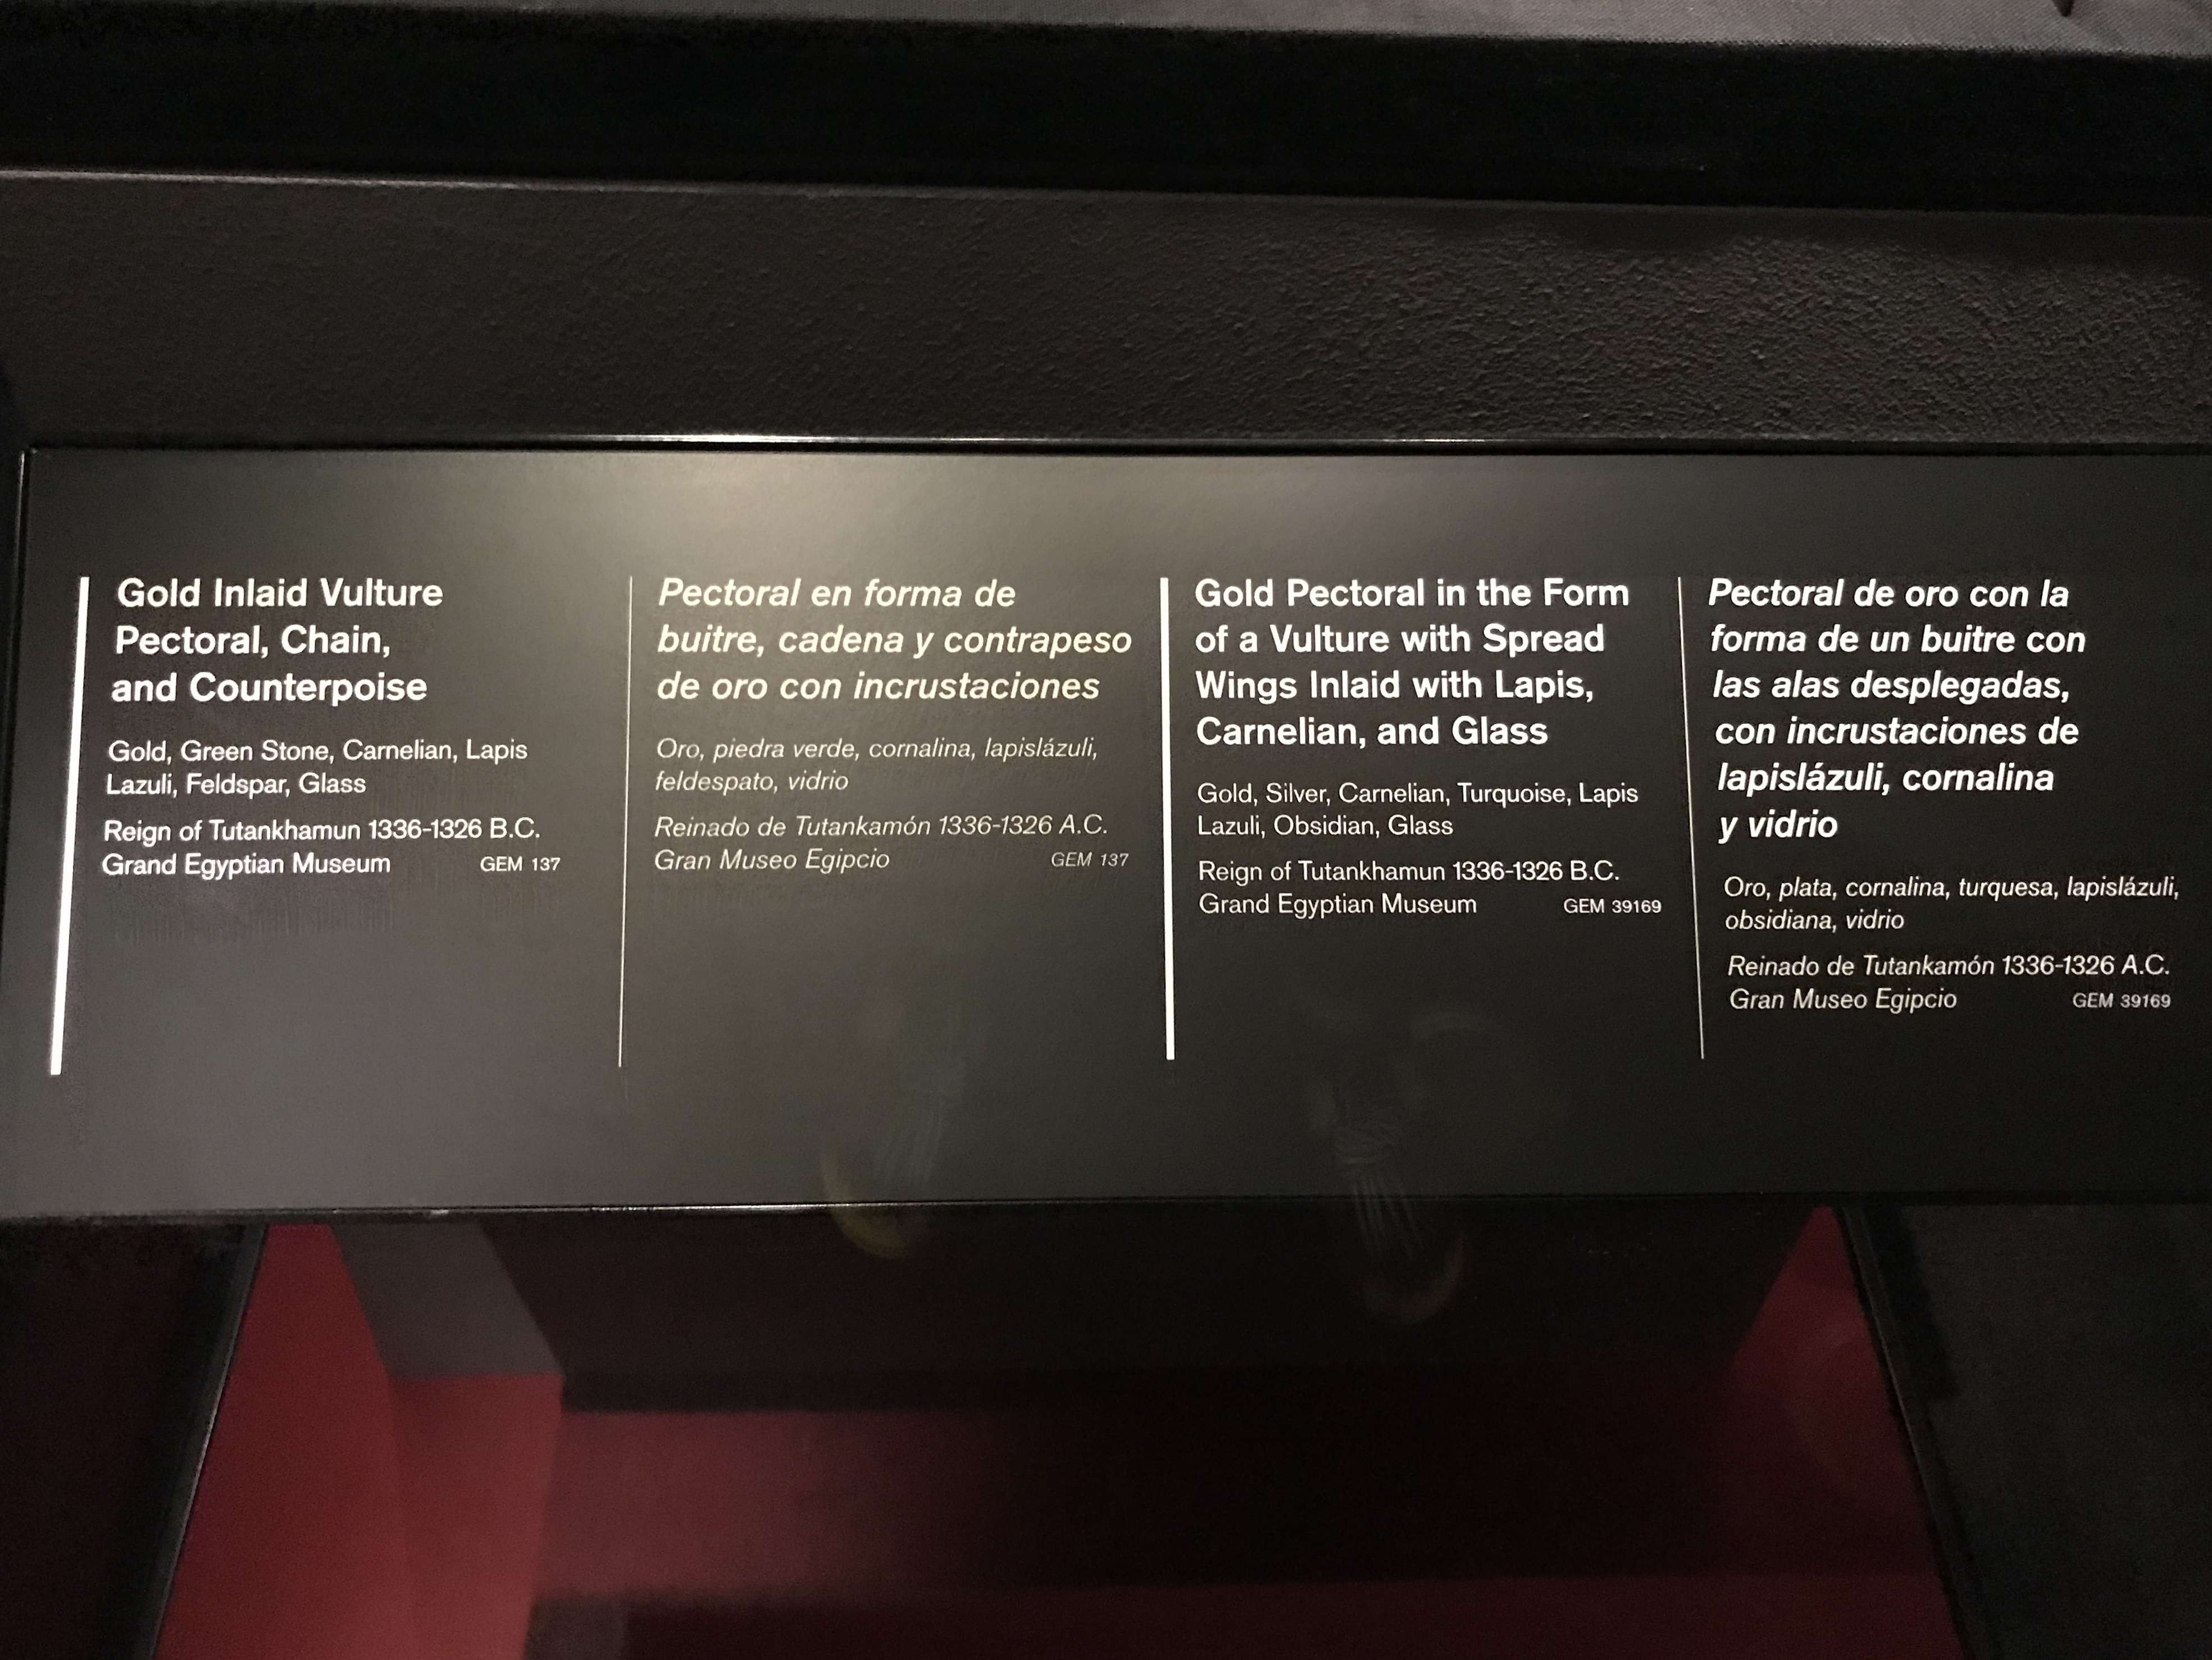 Gold Inlaid Vulture
Pectoral, Chain,
and Counterpoise
Gold, Green Stone, Carnelian, Lapis
Lazuli, Feldspar, Glass
Reign of Tutankhamun 1336-1326 B.C.
Grand Egyptian Museum GEM 137
Pectoral en forma de
buitre, cadena y contrapeso
de oro con incrustaciones
Oro, piedra verde, cornalina, lapislázuli,
feldespato, vidrio
Reinado de Tutankamón 1336-1326 A.C.
Gran Museo Egipcio GEM 137
Gold Pectoral in the Form
of a Vulture with Spread
Wings Inlaid with Lapis,
Carnelian, and Glass
Gold, Silver, Carnelian, Turquoise, Lapis
Lazuli, Obsidian, Glass
Reign of Tutankhamun 1336-1326 B.C.
Grand Egyptian Museum GEM 39169
Pectoral de oro con la
forma de un buitre con
las alas desplegadas,
con incrustaciones de
lapislázuli, cornalina
y vidrio
Oro, plata, cornalina, turquesa, lapislázuli,
obsidiana, vidrio
Reinado de Tutankamón 1336-1326 A.C.
Gran Museo Egipcio GEM 39169